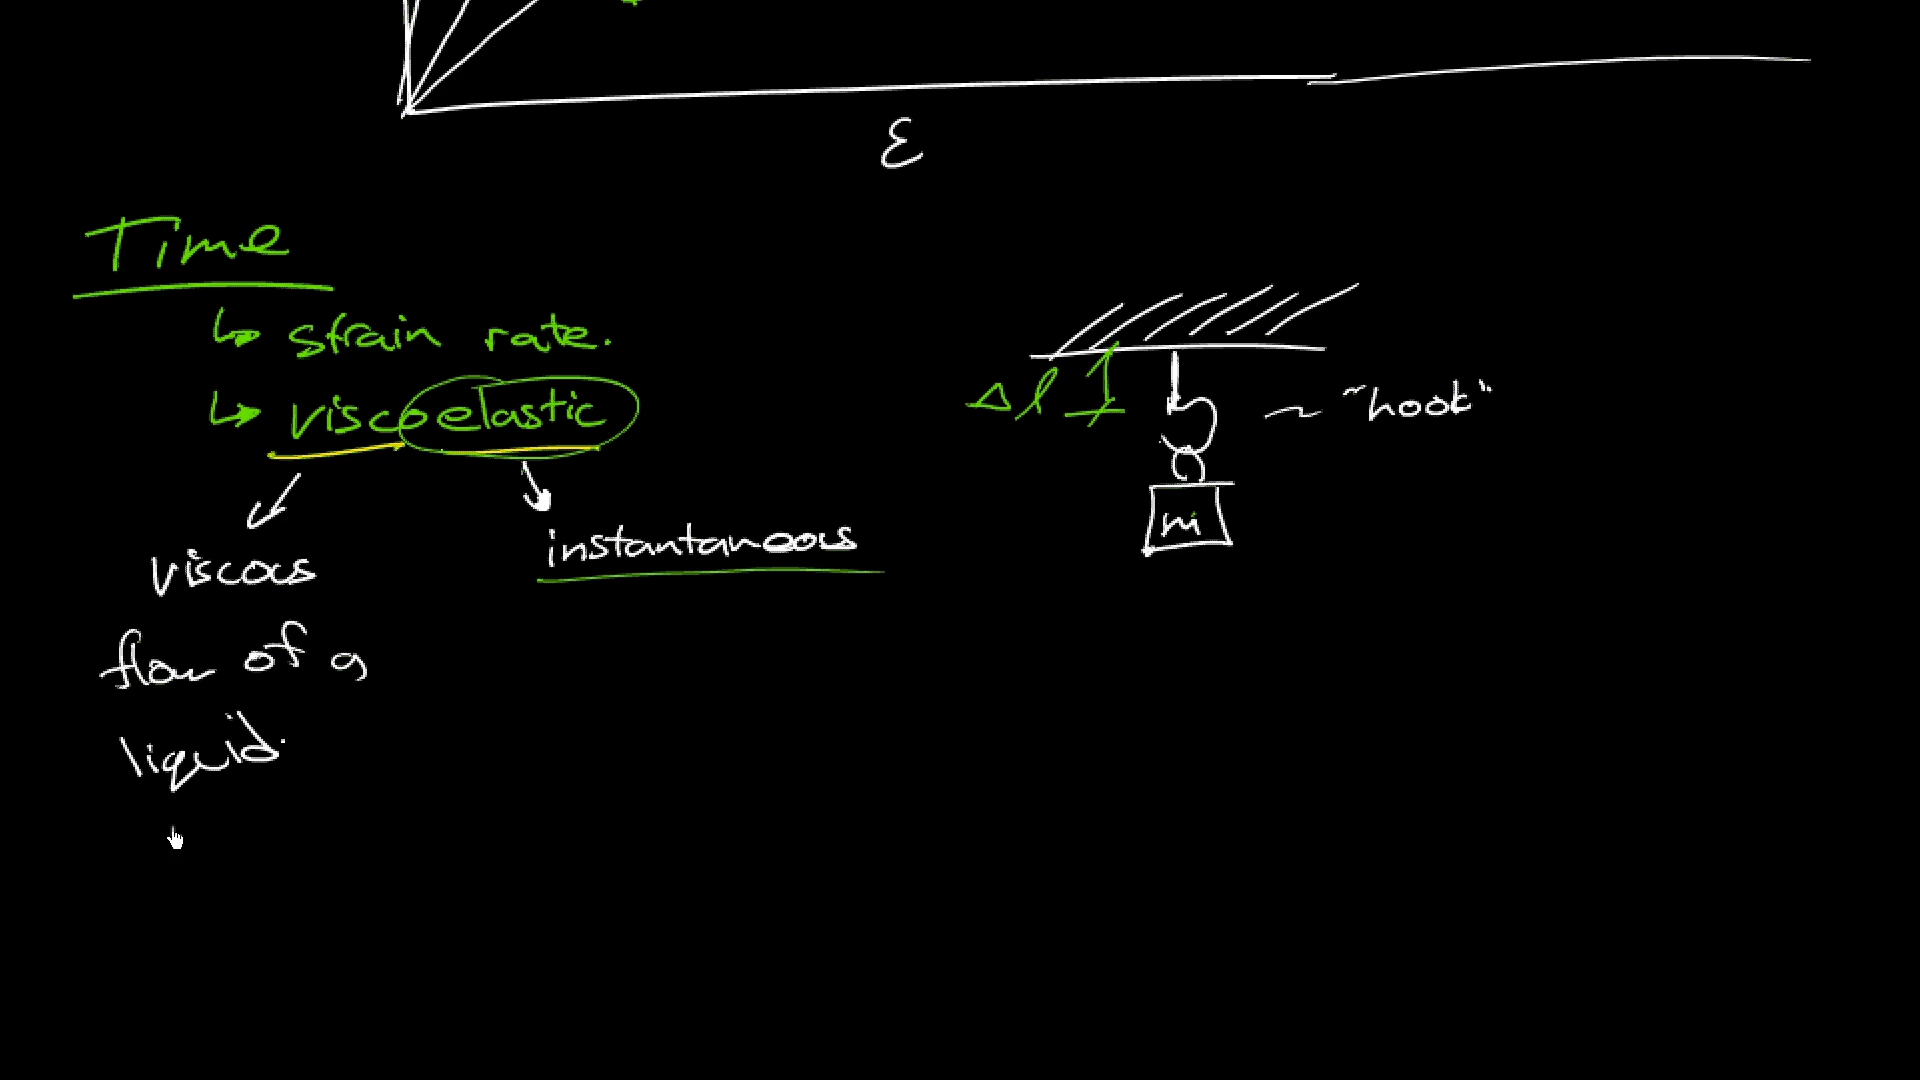 ε
Time
↳ strain rate.
↳ viscoelastic
Δl
~ "hook"
m
viscous
instantaneous
flow of a
liquid.